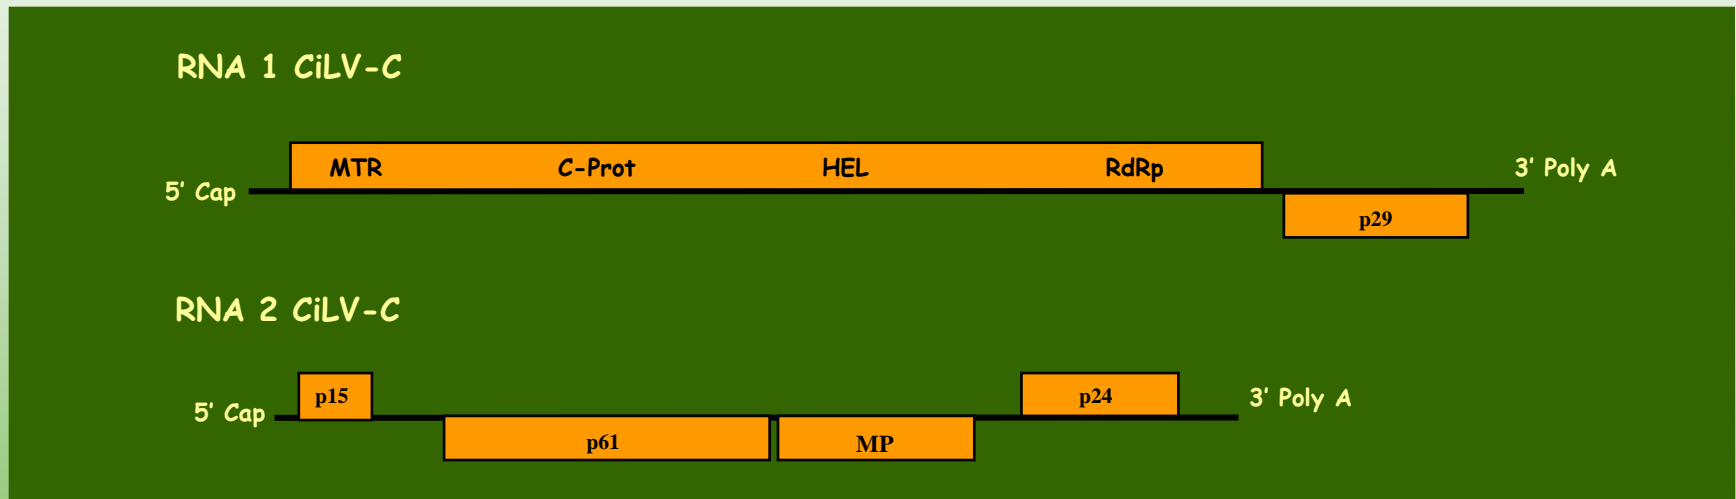 RNA 1 CiLV-C
MTR C-Prot HEL RdRp
5' Cap 3' Poly A
p29
RNA 2 CiLV-C
p15 p24
5' Cap 3' Poly A
p61 MP